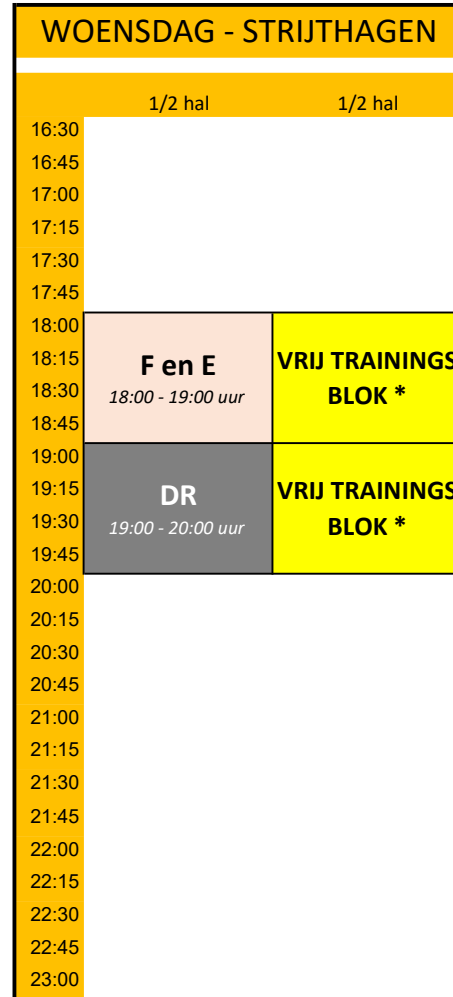 WOENSDAG - STRIJTHAGEN
1/2 hal 1/2 hal
16:30
16:45
17:00
17:15
17:30
17:45
18:00
18:15
18:30
18:45
F en E
18:00 - 19:00 uur
VRIJ TRAININGS
BLOK *
19:00
19:15
19:30
19:45
DR
19:00 - 20:00 uur
VRIJ TRAININGS
BLOK *
20:00
20:15
20:30
20:45
21:00
21:15
21:30
21:45
22:00
22:15
22:30
22:45
23:00